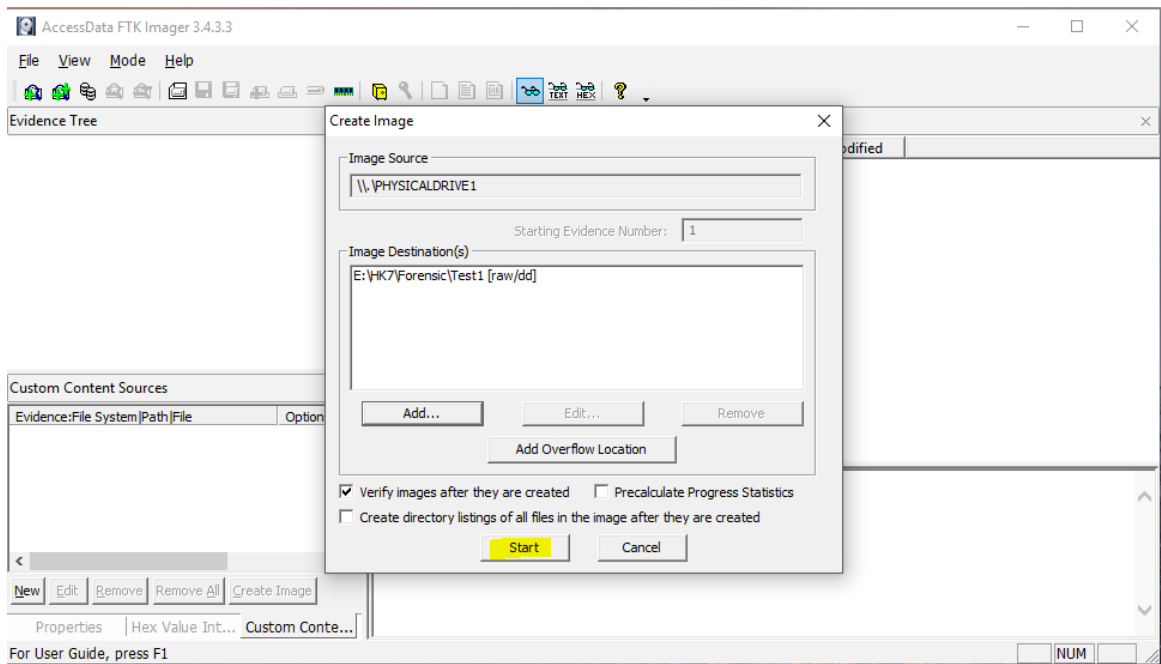 AccessData FTK Imager 3.4.3.3
File View Mode Help
TEXT HEX
Evidence Tree
Create Image
odified
Image Source
\\.\PHYSICALDRIVE1
Starting Evidence Number: 1
Image Destination(s)
E:\HK7\Forensic\Test1 [raw/dd]
Custom Content Sources
Evidence:File System|Path|File Option
Add... Edit... Remove
Add Overflow Location
Verify images after they are created Precalculate Progress Statistics
Create directory listings of all files in the image after they are created
Start Cancel
New Edit Remove Remove All Create Image
Properties Hex Value Int... Custom Conte...
For User Guide, press F1 NUM